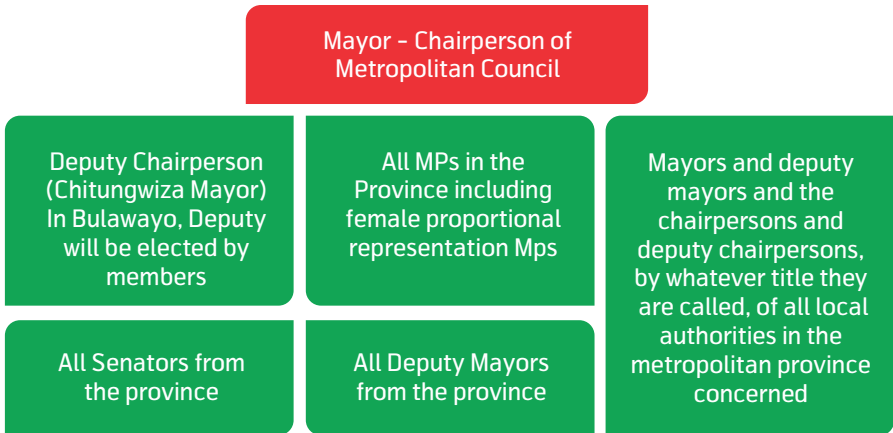 Mayor - Chairperson of
Metropolitan Council
Deputy Chairperson
(Chitungwiza Mayor)
In Bulawayo, Deputy
will be elected by
members
All MPs in the
Province including
female proportional
representation Mps
Mayors and deputy
mayors and the
chairpersons and
deputy chairpersons,
by whatever title they
are called, of all local
authorities in the
metropolitan province
concerned
All Senators from
the province
All Deputy Mayors
from the province